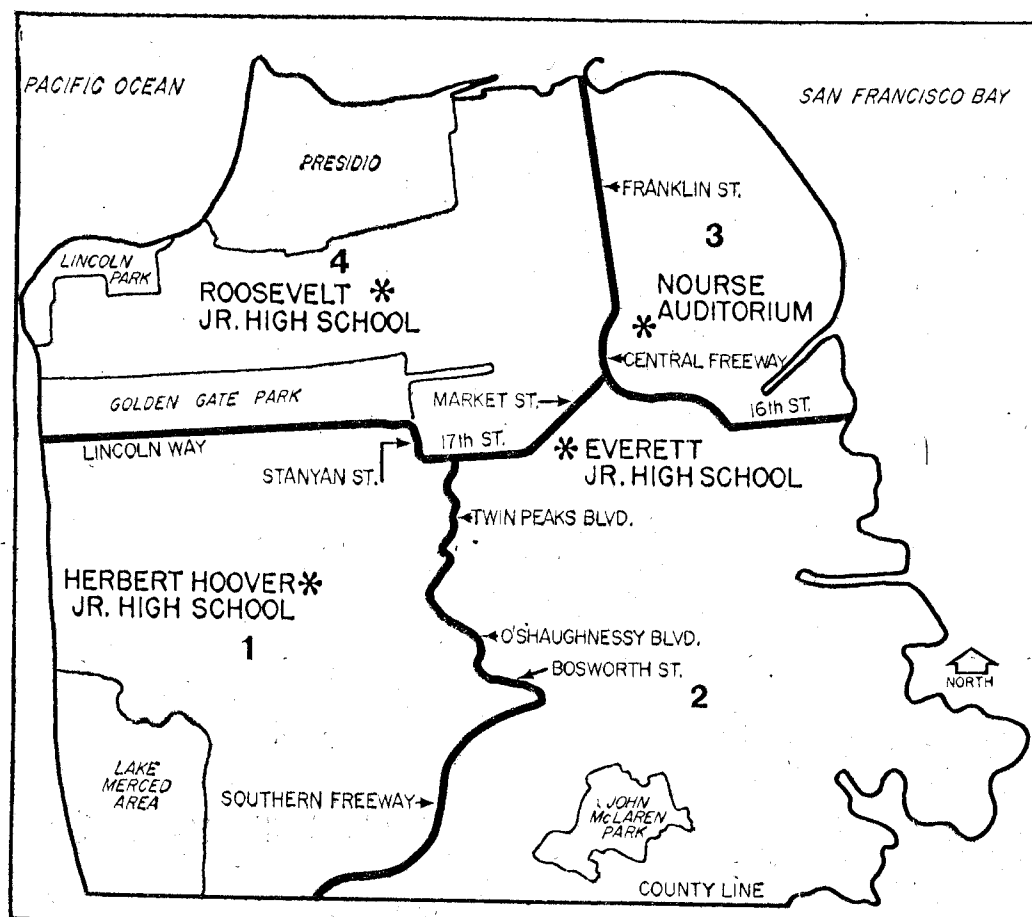 PACIFIC OCEAN
SAN FRANCISCO BAY
PRESIDIO
FRANKLIN ST.
3
LINCOLN
PARK
4
ROOSEVELT *
JR. HIGH SCHOOL
NOURSE
AUDITORIUM
*
CENTRAL FREEWAY
GOLDEN GATE PARK
MARKET ST.
16th ST.
LINCOLN WAY
17th ST.
STANYAN ST.
* EVERETT
JR. HIGH SCHOOL
TWIN PEAKS BLVD.
HERBERT HOOVER *
JR. HIGH SCHOOL
1
O'SHAUGHNESSY BLVD.
BOSWORTH ST.
2
NORTH
LAKE
MERCED
AREA
SOUTHERN FREEWAY
JOHN
McLAREN
PARK
COUNTY LINE